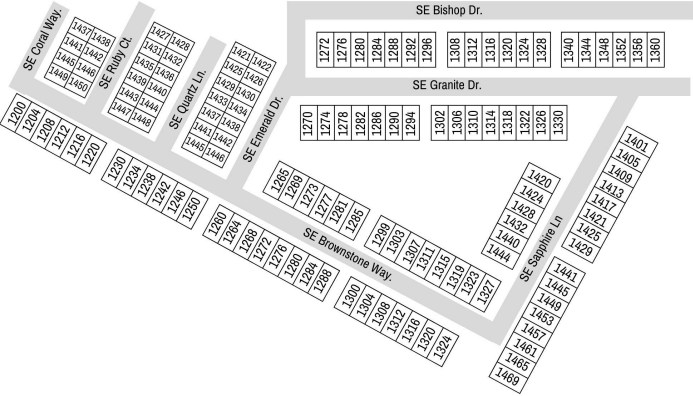 SE Bishop Dr.
1272 1276 1280 1284 1288 1292 1296
1308 1312 1316 1320 1324 1328
1340 1344 1348 1352 1356 1360
SE Granite Dr.
1270 1274 1278 1282 1286 1290 1294
1302 1306 1310 1314 1318 1322 1326 1330
SE Coral Way.
1437 1438
1441 1442
1445 1446
1449 1450
SE Ruby Ct.
1427 1428
1431 1432
1435 1436
1439 1440
1443 1444
1447 1448
SE Quartz Ln.
1421 1422
1425 1426
1429 1430
1433 1434
1437 1438
1441 1442
1445 1446
SE Emerald Dr.
1200 1204 1208 1212 1216 1220
1230 1234 1238 1242 1246 1250
1260 1264 1268 1272 1276 1280 1284 1288
1300 1304 1308 1312 1316 1320 1324
SE Brownstone Way.
1265 1269 1273 1277 1281 1285
1299 1303 1307 1311 1315 1319 1323 1327
1420
1424
1428
1432
1440
1444
SE Sapphire Ln
1401
1405
1409
1413
1417
1421
1425
1429
1441
1445
1449
1453
1457
1461
1465
1469